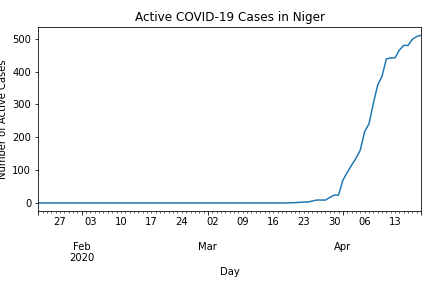 Active COVID-19 Cases in Niger
Number of Active Cases
500
400
300
200
100
0
27 03 10 17 24 02 09 16 23 30 06 13
Feb Mar Apr
2020
Day